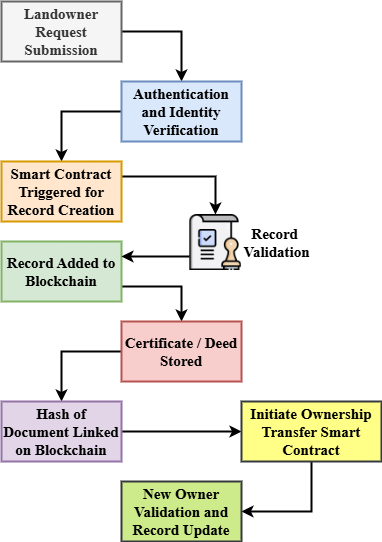 Landowner
Request
Submission
Authentication
and Identity
Verification
Smart Contract
Triggered for
Record Creation
Record
Validation
Record Added to
Blockchain
Certificate / Deed
Stored
Hash of
Document Linked
on Blockchain
Initiate Ownership
Transfer Smart
Contract
New Owner
Validation and
Record Update